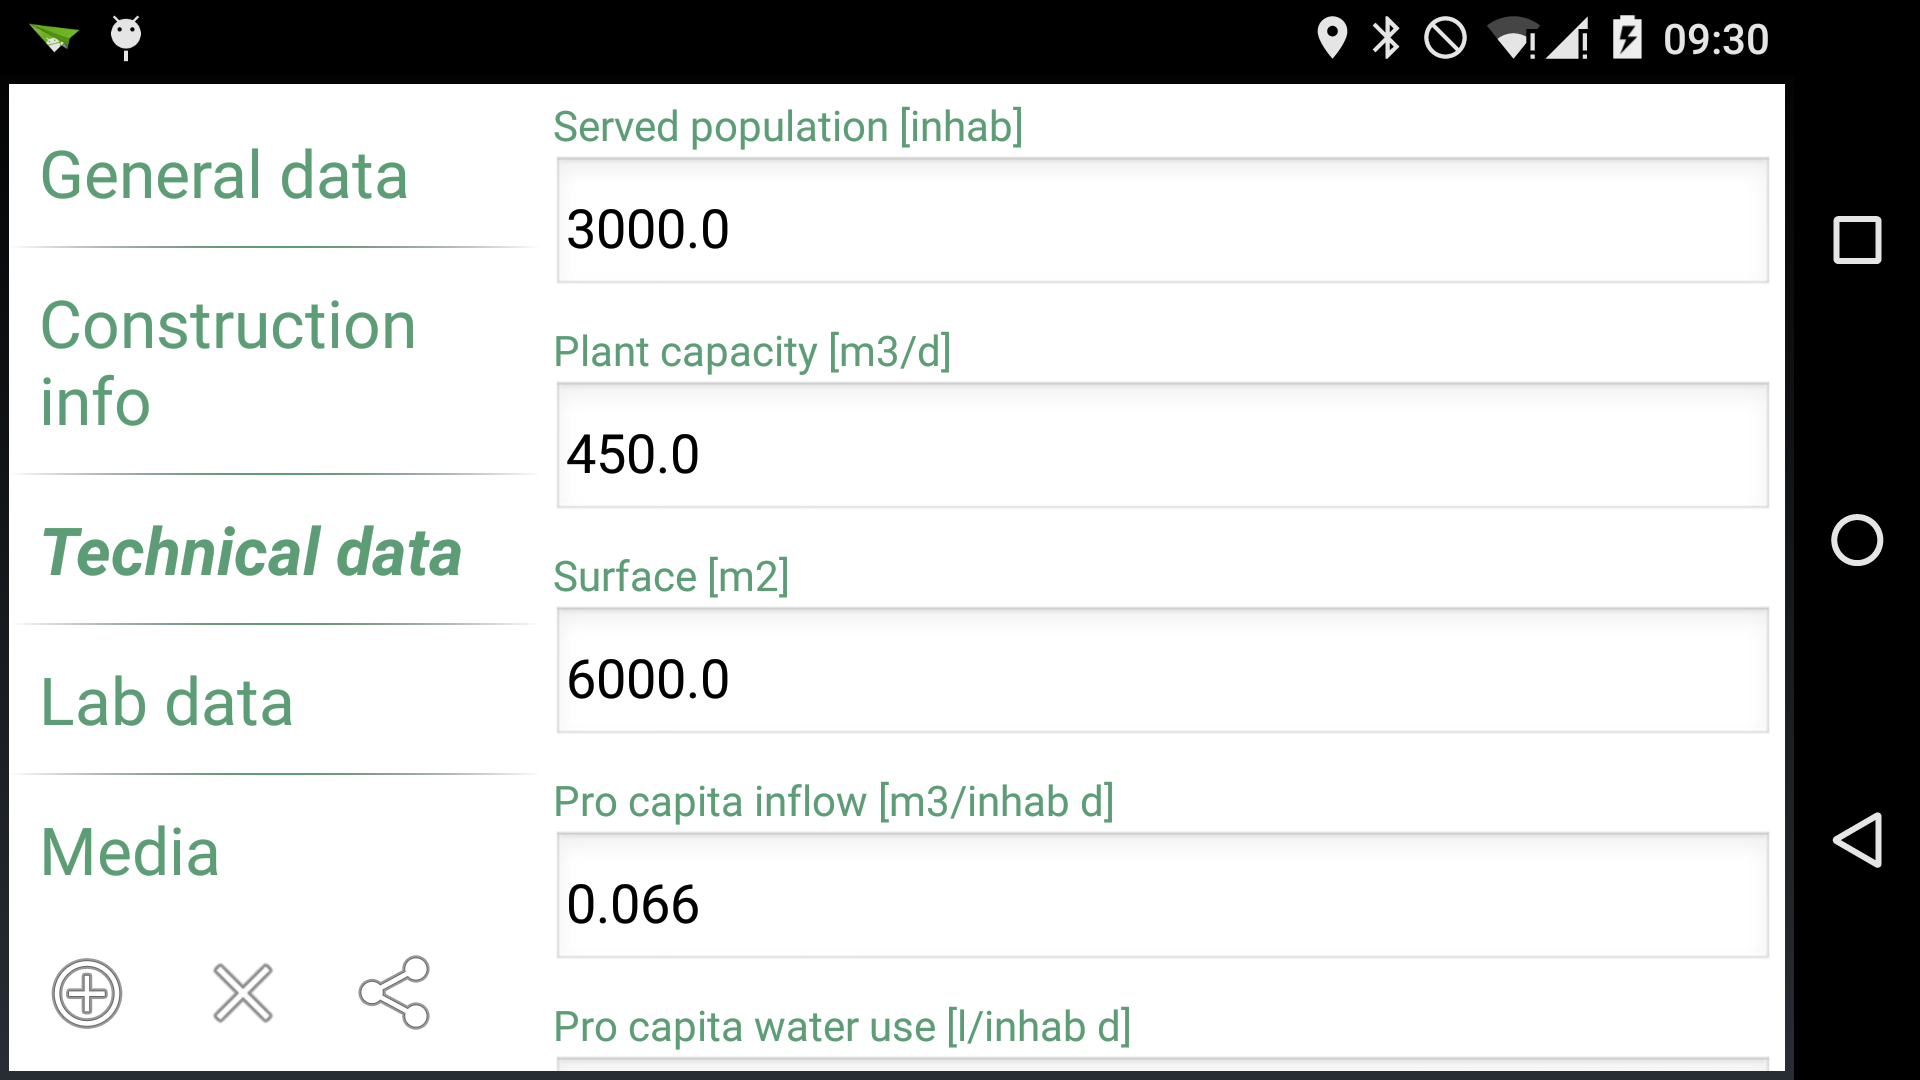 09:30
General data
Construction
info
Technical data
Lab data
Media
Served population [inhab]
3000.0
Plant capacity [m3/d]
450.0
Surface [m2]
6000.0
Pro capita inflow [m3/inhab d]
0.066
Pro capita water use [l/inhab d]